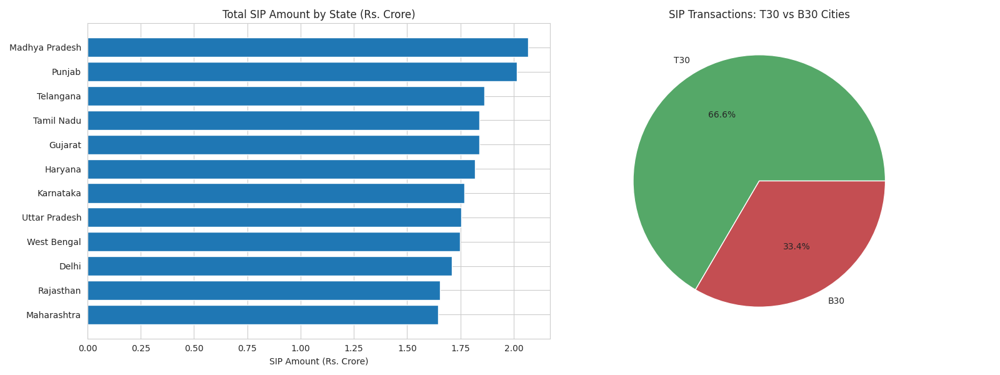 Total SIP Amount by State (Rs. Crore)
Madhya Pradesh
Punjab
Telangana
Tamil Nadu
Gujarat
Haryana
Karnataka
Uttar Pradesh
West Bengal
Delhi
Rajasthan
Maharashtra
0.00 0.25 0.50 0.75 1.00 1.25 1.50 1.75 2.00
SIP Amount (Rs. Crore)
SIP Transactions: T30 vs B30 Cities
T30
66.6%
33.4%
B30